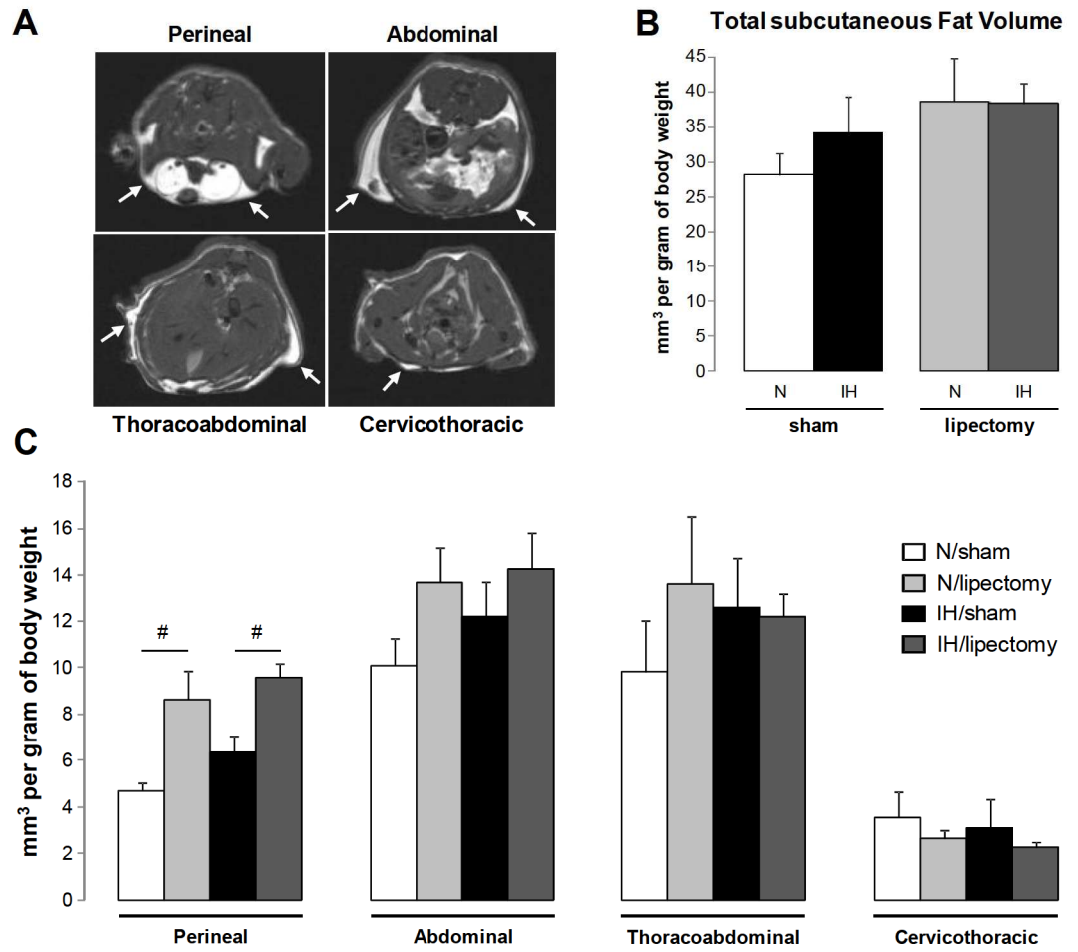 A
Perineal
Abdominal
Thoracoabdominal
Cervicothoracic
B
Total subcutaneous Fat Volume
mm³ per gram of body weight
45
40
35
30
25
20
15
10
5
0
N
IH
N
IH
sham
lipectomy
C
mm³ per gram of body weight
18
16
14
12
10
8
6
4
2
0
#
#
N/sham
N/lipectomy
IH/sham
IH/lipectomy
Perineal
Abdominal
Thoracoabdominal
Cervicothoracic